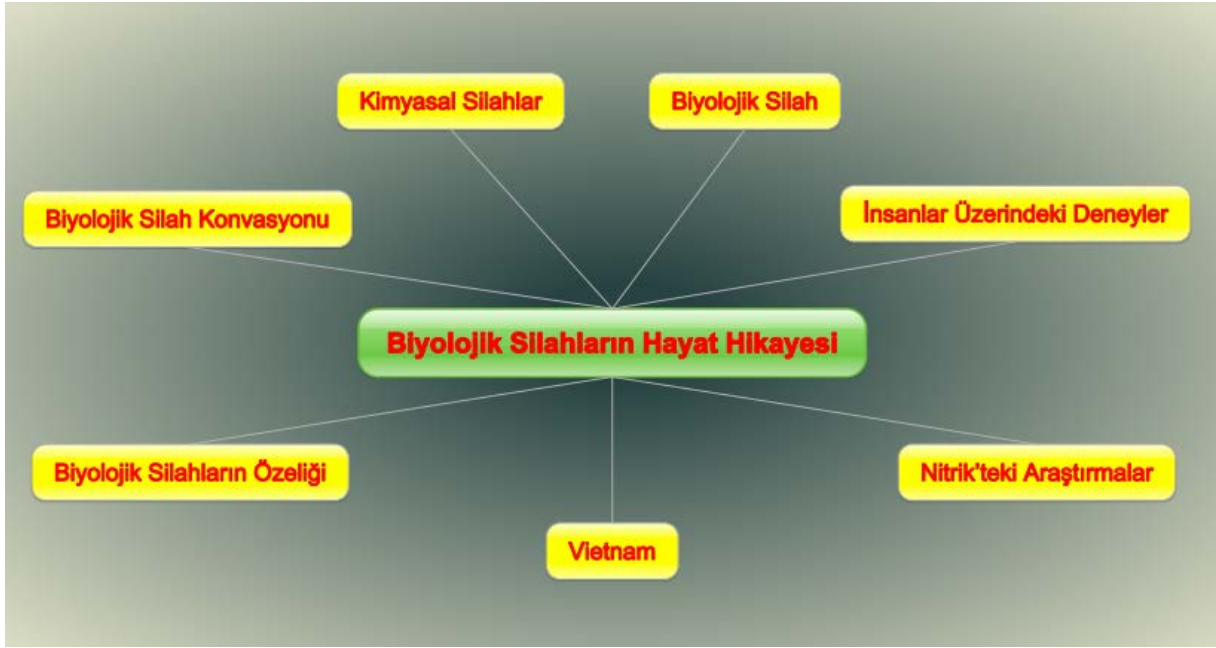 Kimyasal Silahlar
Biyolojik Silah
Biyolojik Silah Konvasyonu
İnsanlar Üzerindeki Deneyler
Biyolojik Silahların Hayat Hikayesi
Biyolojik Silahların Özeliği
Nitrik'teki Araştırmalar
Vietnam